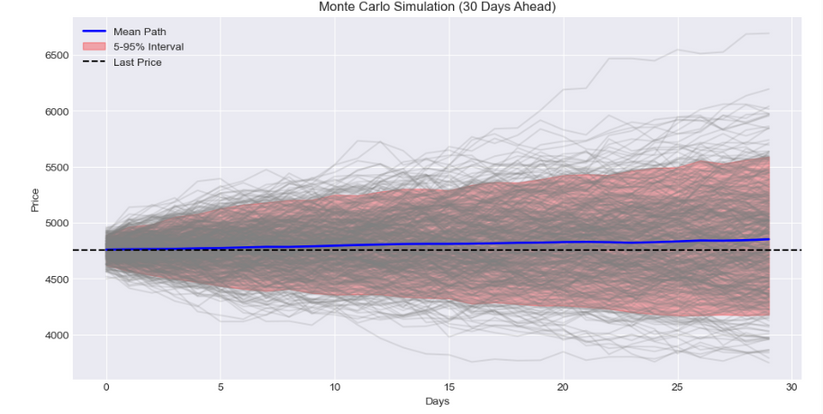 Monte Carlo Simulation (30 Days Ahead)
Mean Path
5-95% Interval
Last Price
6500
6000
5500
5000
4500
4000
Price
0 5 10 15 20 25 30
Days